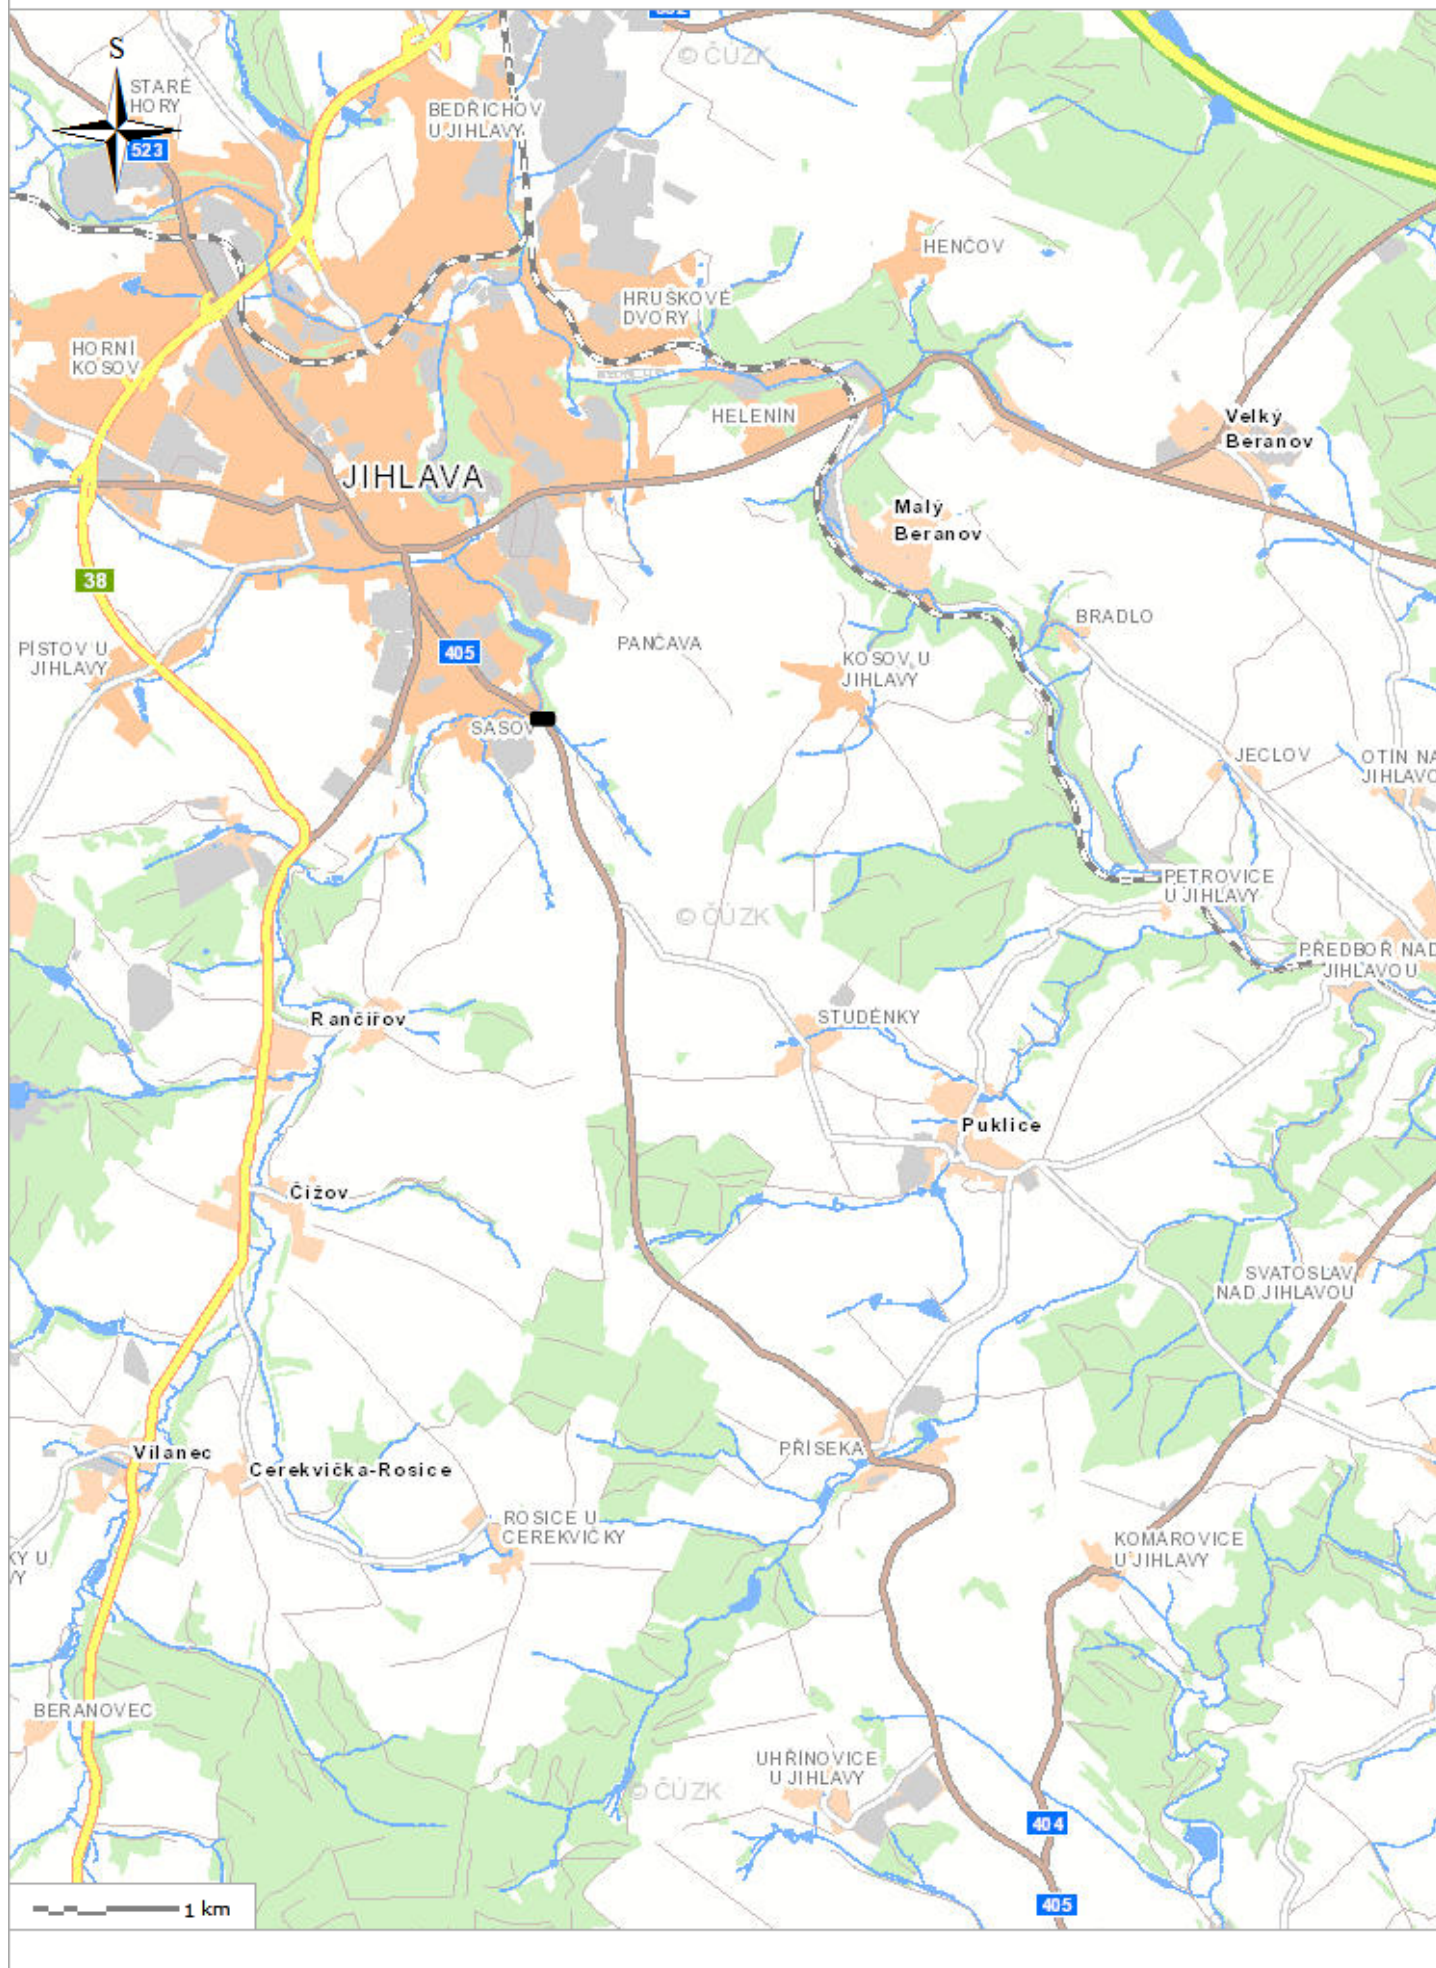 © ČÚZK
S
STARÉ
HORY
523
BEDŘICHOV
U JIHLAVY
HENČOV
HRUŠKOVÉ
DVORY
HORNÍ
KOSOV
HELENÍN
Velký
Beranov
JIHLAVA
Malý
Beranov
38
BRADLO
PÍSTOV U
JIHLAVY
405
PANČAVA
KOSOV U
JIHLAVY
SASOV
JECLOV
OTÍN NA
JIHLAVO
PETROVICE
U JIHLAVY
© ČÚZK
PŘEDBOŘ NAD
JIHLAVOU
Rančířov
STUDÉNKY
Puklice
Čížov
SVATOSLAV
NAD JIHLAVOU
PŘÍSEKA
Vílanec
Cerekvička-Rosice
ROSICE U
CEREKVIČKY
KOMÁROVICE
U JIHLAVY
KY U
VY
BERANOVEC
UHŘÍNOVICE
U JIHLAVY
© ČÚZK
404
405
1 km